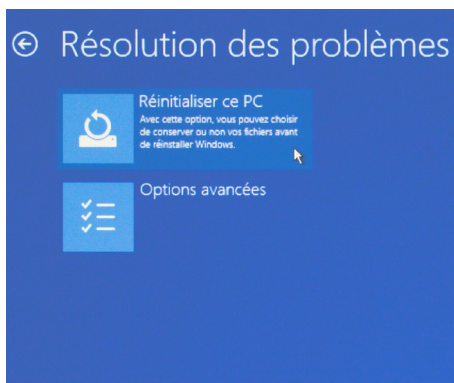 Résolution des problèmes
Réinitialiser ce PC
Avec cette option, vous pouvez choisir
de conserver ou non vos fichiers avant
de réinstaller Windows.
Options avancées